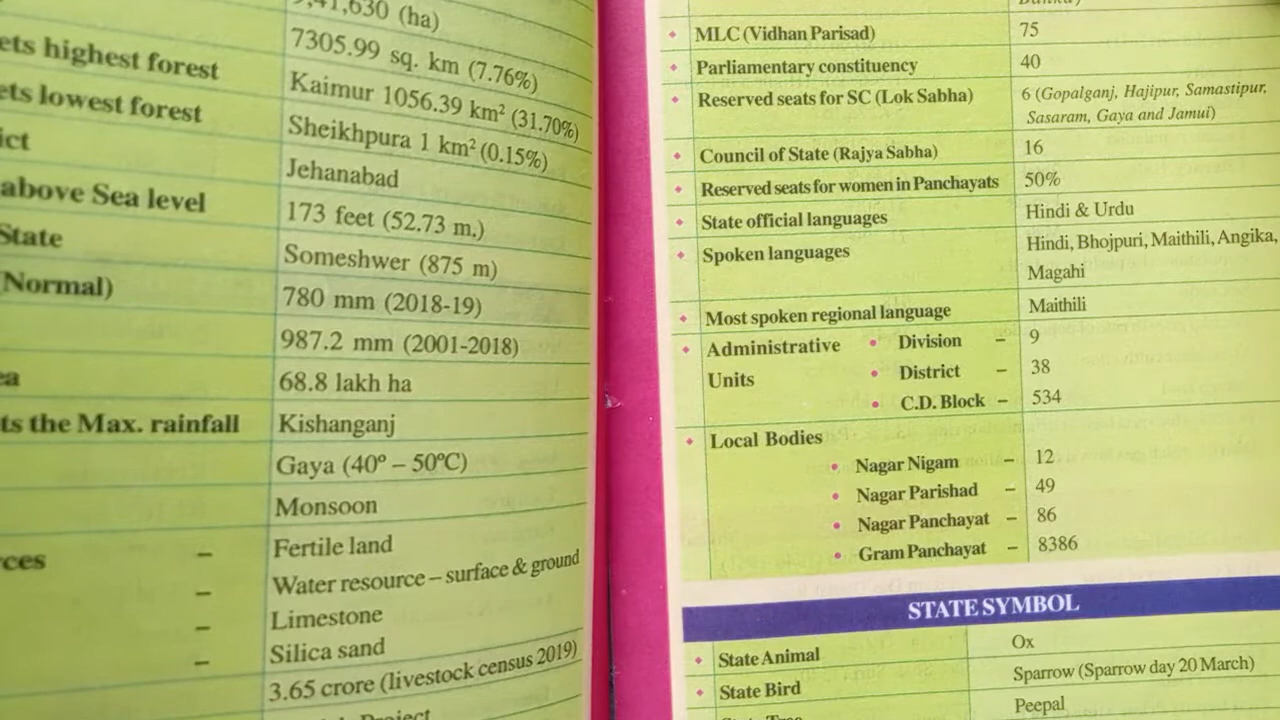 (ha)
7305.99 sq. km (7.76%)
ets highest forest Kaimur 1056.39 km² (31.70%)
ets lowest forest Sheikhpura 1 km² (0.15%)
ict Jehanabad
above Sea level 173 feet (52.73 m.)
State Someshwer (875 m)
(Normal) 780 mm (2018-19)
987.2 mm (2001-2018)
ea 68.8 lakh ha
ts the Max. rainfall Kishanganj
Gaya (40º – 50ºC)
Monsoon
rces – Fertile land
– Water resource – surface & ground
– Limestone
– Silica sand
3.65 crore (livestock census 2019)
Project
MLC (Vidhan Parisad) 75
Parliamentary constituency 40
Reserved seats for SC (Lok Sabha) 6 (Gopalganj, Hajipur, Samastipur,
Sasaram, Gaya and Jamui)
Council of State (Rajya Sabha) 16
Reserved seats for women in Panchayats 50%
State official languages Hindi & Urdu
Spoken languages Hindi, Bhojpuri, Maithili, Angika,
Magahi
Most spoken regional language Maithili
Administrative • Division – 9
Units • District – 38
• C.D. Block – 534
Local Bodies
• Nagar Nigam – 12
• Nagar Parishad – 49
• Nagar Panchayat – 86
• Gram Panchayat – 8386
STATE SYMBOL
State Animal Ox
State Bird Sparrow (Sparrow day 20 March)
State Tree Peepal